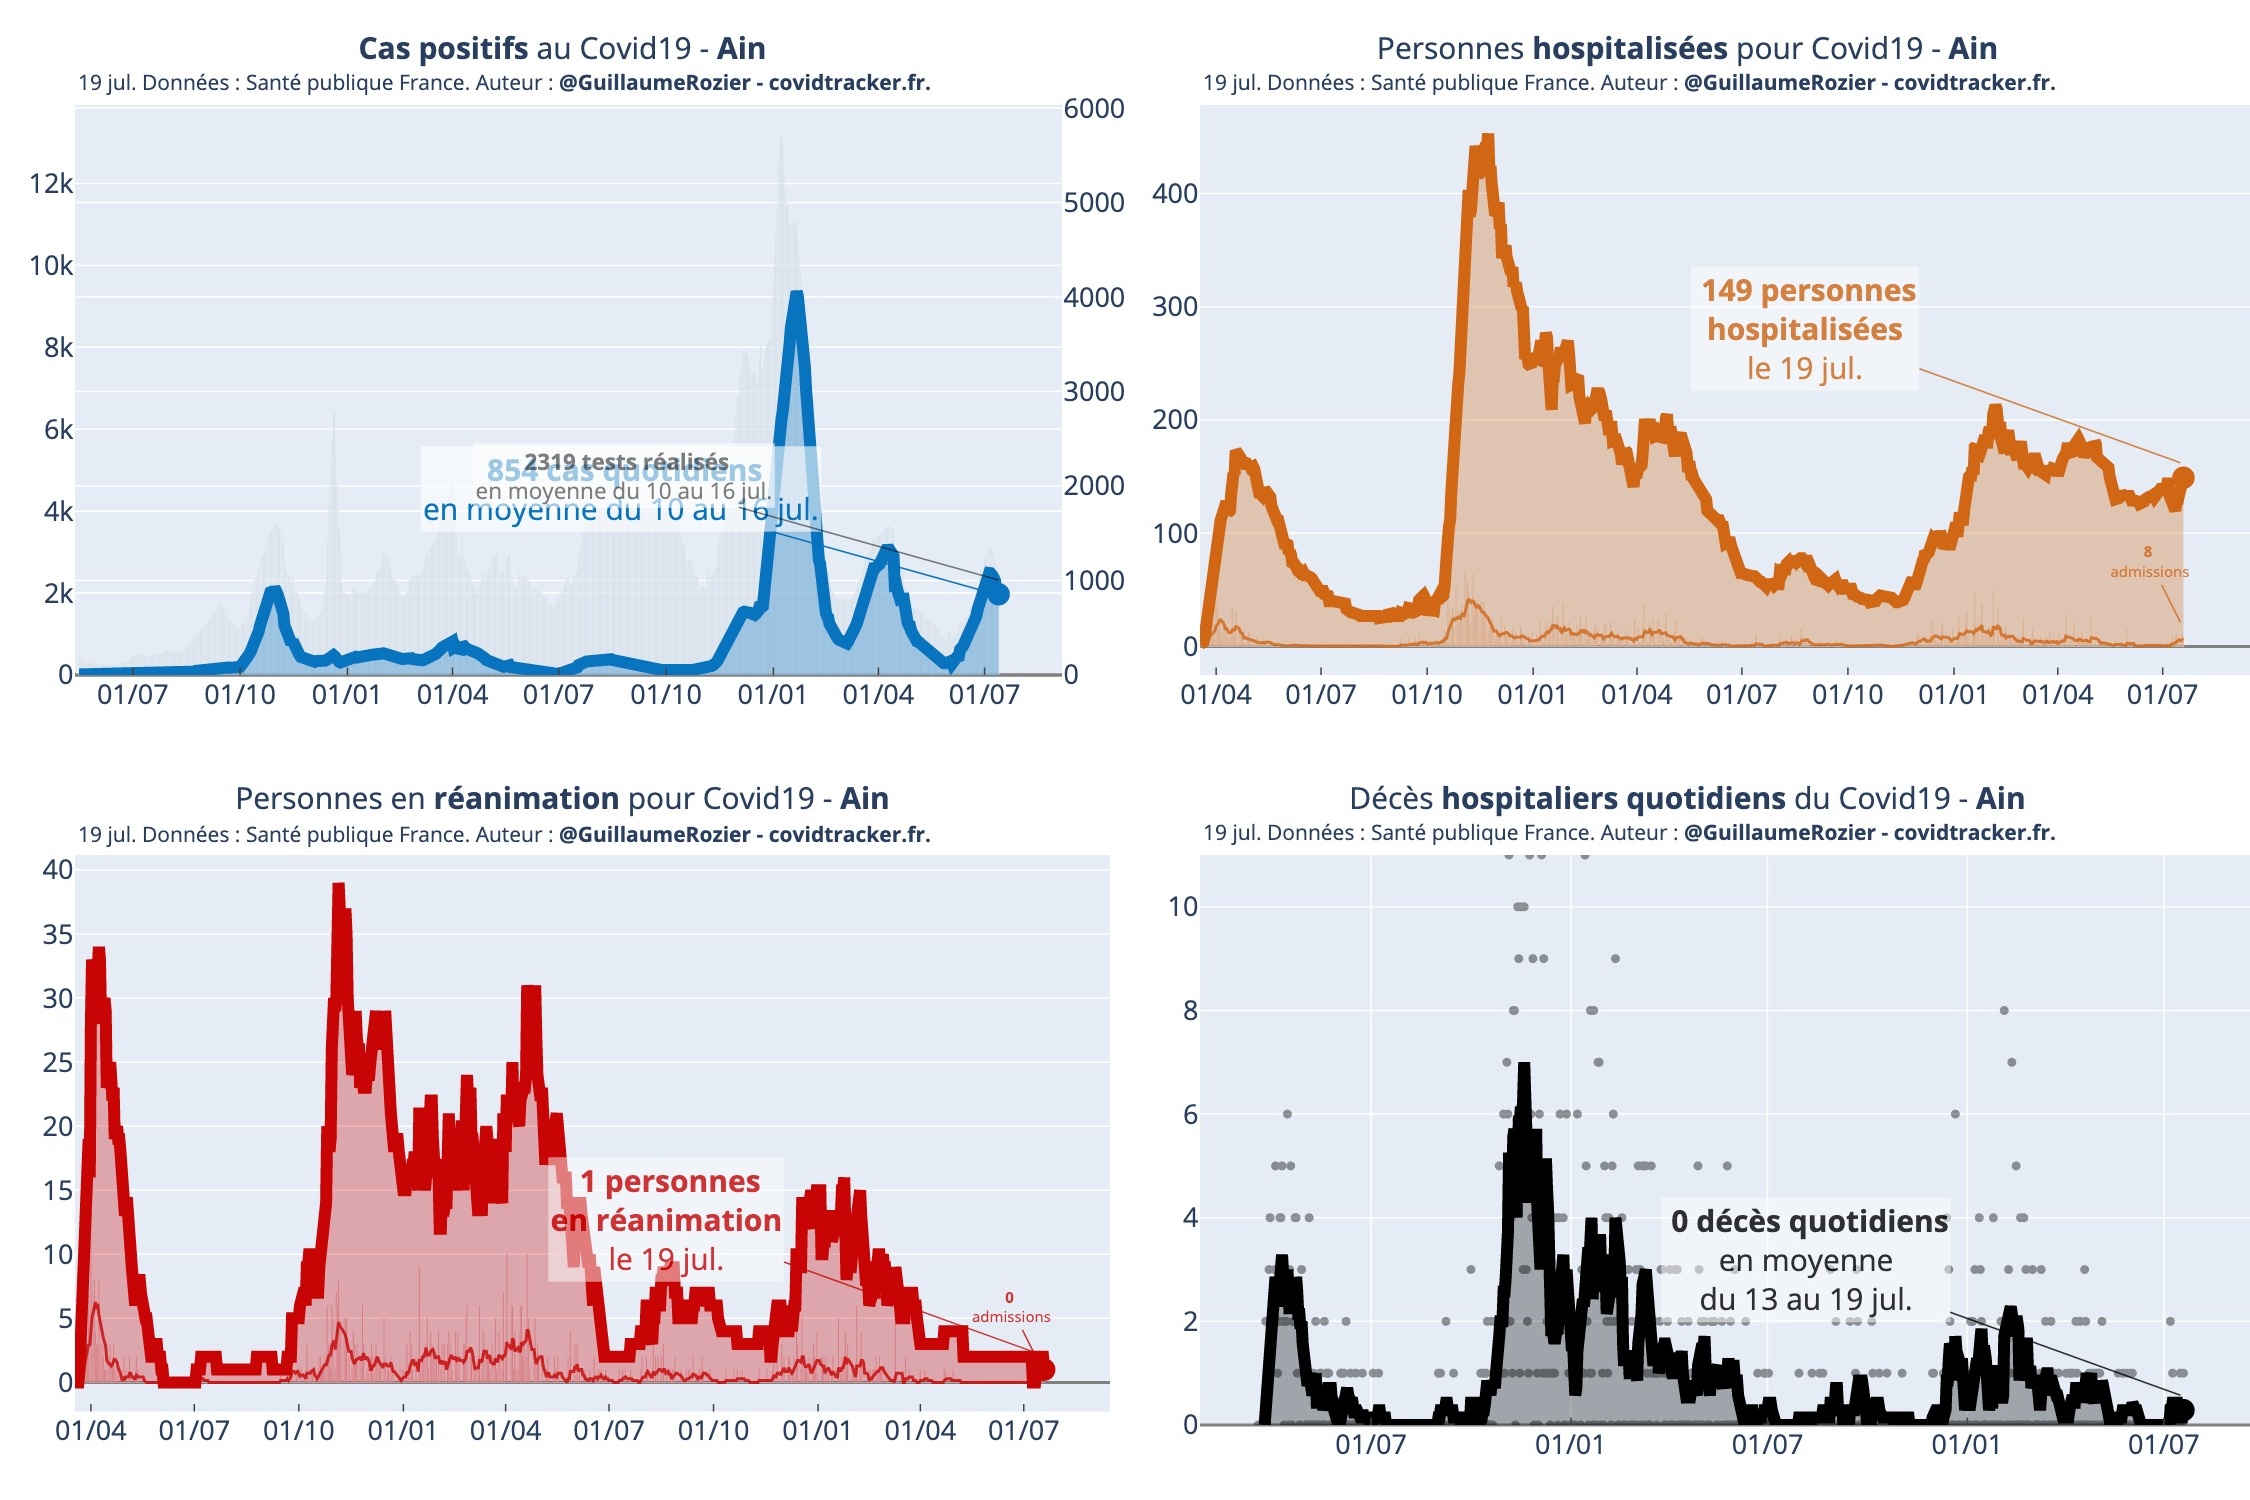 Cas positifs au Covid19 - Ain
19 jul. Données : Santé publique France. Auteur : @GuillaumeRozier - covidtracker.fr.
6000
12k
5000
10k
4000
8k
3000
6k
2319 tests réalisés
854 cas quotidiens
en moyenne du 10 au 16 jul.
2000
4k
en moyenne du 10 au 16 jul.
2k
1000
0
0
01/07
01/10
01/01
01/04
01/07
01/10
01/01
01/04
01/07
Personnes hospitalisées pour Covid19 - Ain
19 jul. Données : Santé publique France. Auteur : @GuillaumeRozier - covidtracker.fr.
400
300
149 personnes
hospitalisées
le 19 jul.
200
100
8
admissions
0
01/04
01/07
01/10
01/01
01/04
01/07
01/10
01/01
01/04
01/07
Personnes en réanimation pour Covid19 - Ain
19 jul. Données : Santé publique France. Auteur : @GuillaumeRozier - covidtracker.fr.
40
35
30
25
20
15
1 personnes
en réanimation
le 19 jul.
10
5
0
admissions
0
01/04
01/07
01/10
01/01
01/04
01/07
01/10
01/01
01/04
01/07
Décès hospitaliers quotidiens du Covid19 - Ain
19 jul. Données : Santé publique France. Auteur : @GuillaumeRozier - covidtracker.fr.
10
8
6
4
0 décès quotidiens
en moyenne
du 13 au 19 jul.
2
0
01/07
01/01
01/07
01/01
01/07